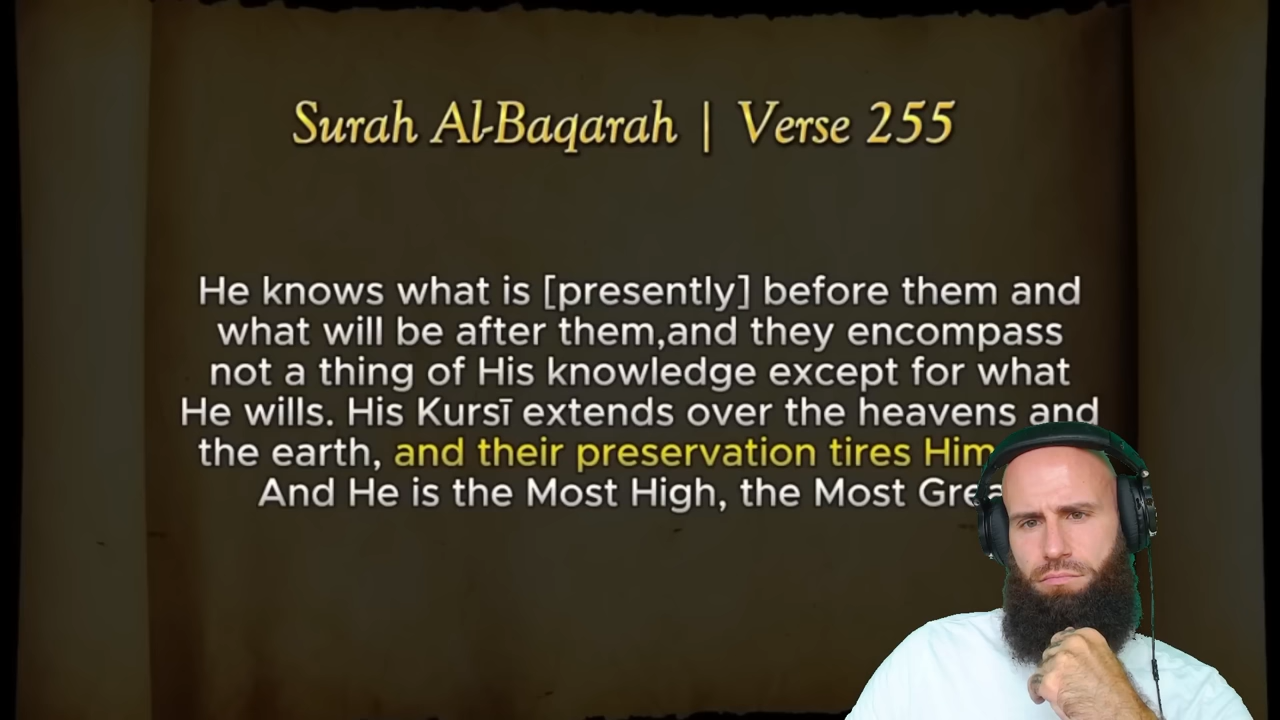 Surah Al-Baqarah | Verse 255
He knows what is [presently] before them and
what will be after them,and they encompass
not a thing of His knowledge except for what
He wills. His Kursī extends over the heavens and
the earth, and their preservation tires Him
And He is the Most High, the Most